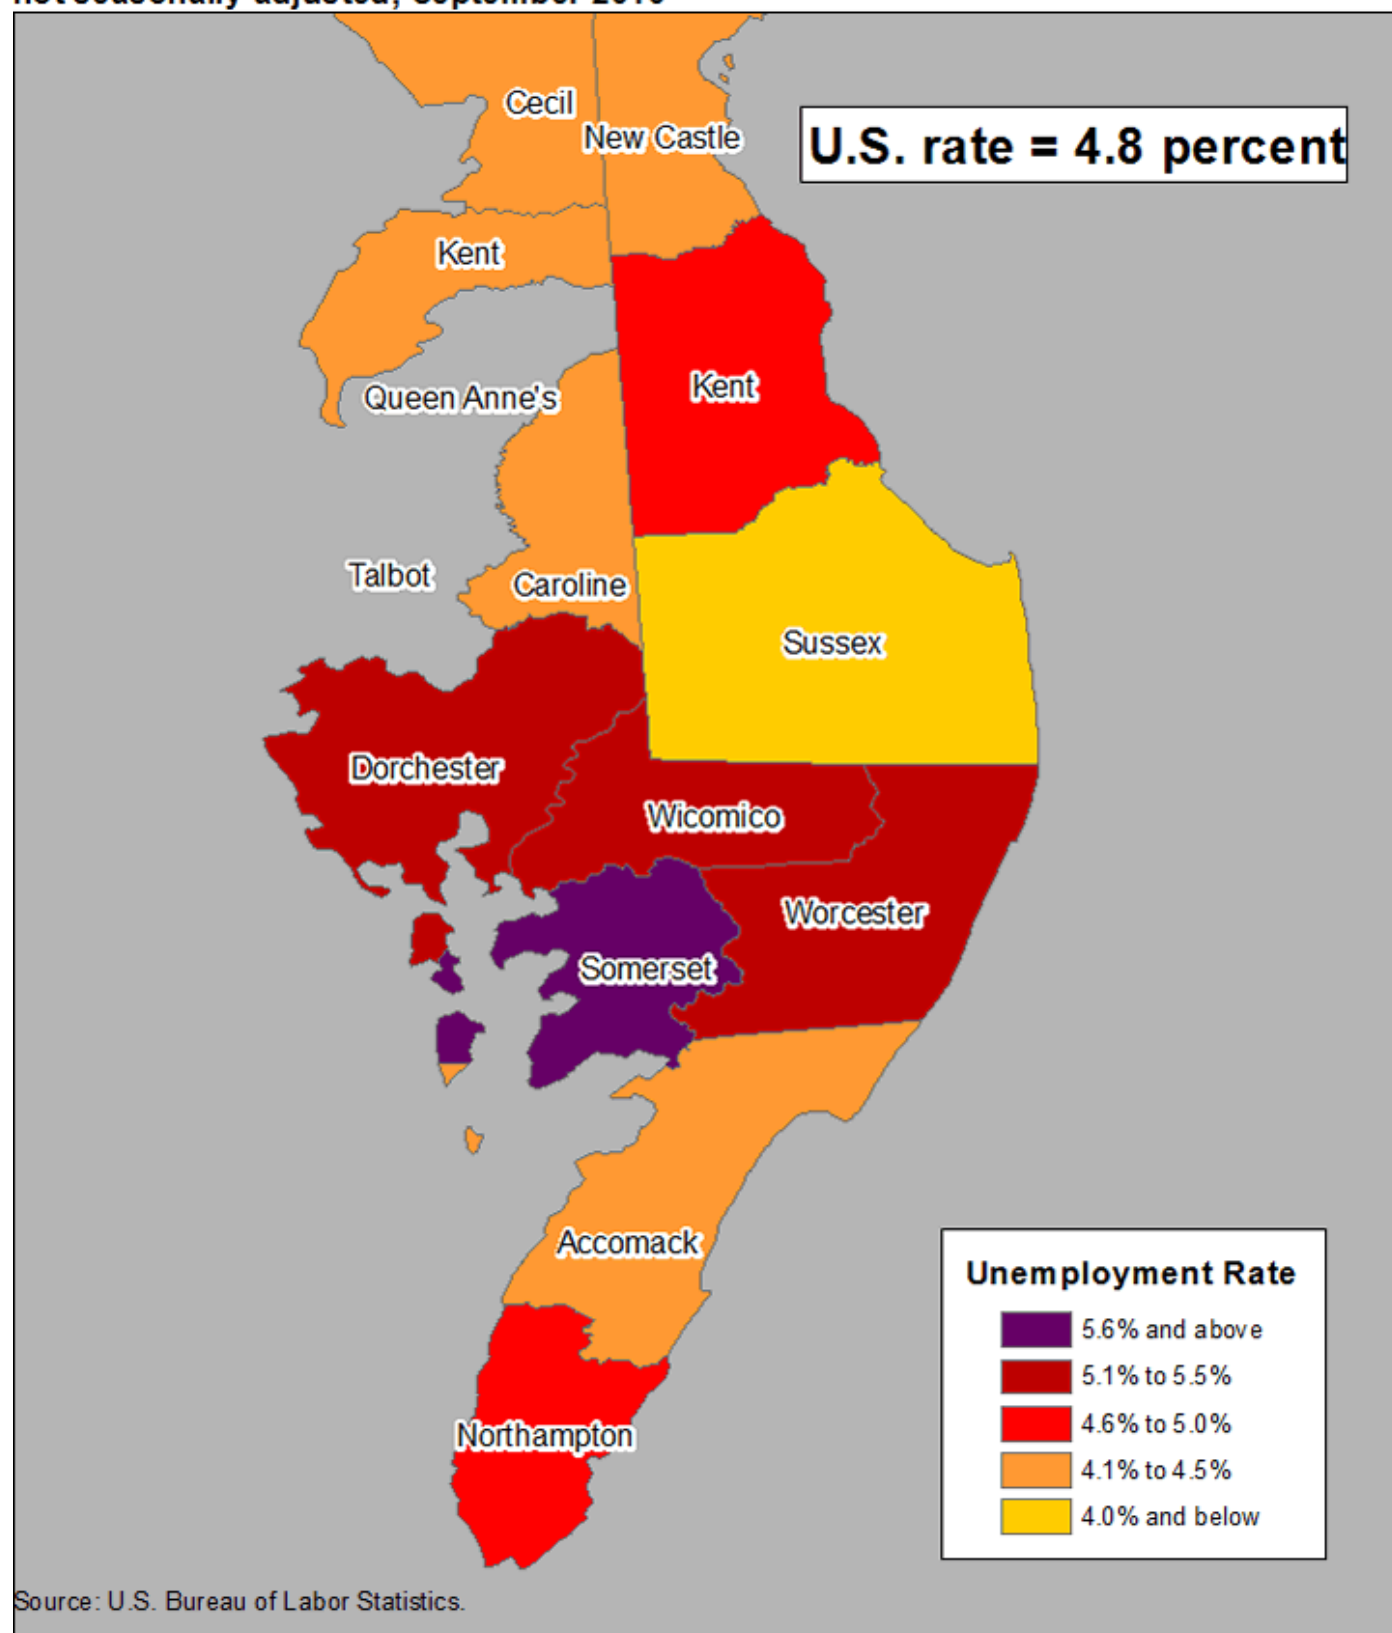 Cecil
New Castle
U.S. rate = 4.8 percent
Kent
Kent
Queen Anne's
Talbot
Caroline
Sussex
Dorchester
Wicomico
Worcester
Somerset
Accomack
Northampton
Unemployment Rate
5.6% and above
5.1% to 5.5%
4.6% to 5.0%
4.1% to 4.5%
4.0% and below
Source: U.S. Bureau of Labor Statistics.